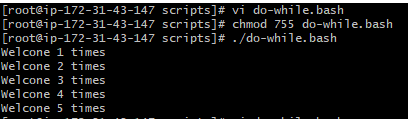 [root@ip-172-31-43-147 scripts]# vi do-while.bash
[root@ip-172-31-43-147 scripts]# chmod 755 do-while.bash
[root@ip-172-31-43-147 scripts]# ./do-while.bash
Welcone 1 times
Welcone 2 times
Welcone 3 times
Welcone 4 times
Welcone 5 times